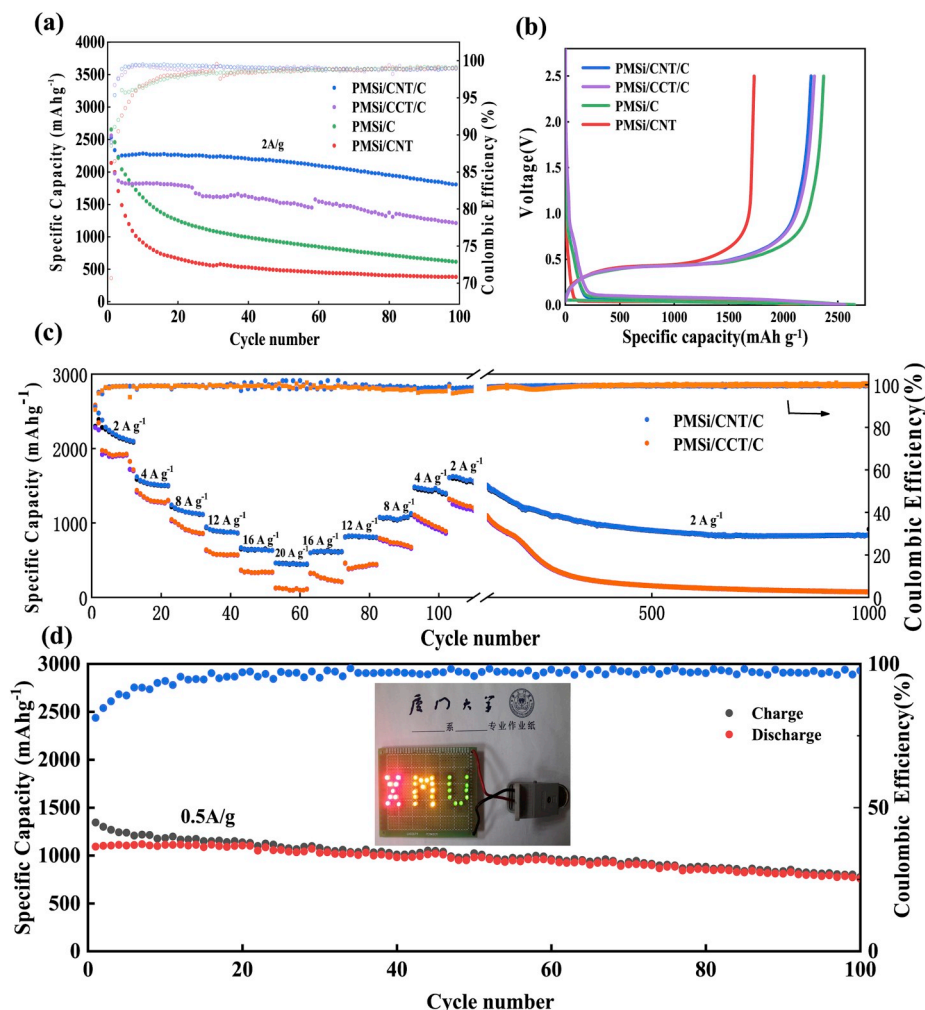 (a)
4000
3500
3000
2500
2000
1500
1000
500
0
Specific Capacity (mAhg-1)
100
95
90
85
80
75
70
Coulombic Efficiency (%)
PMSi/CNT/C
PMSi/CCT/C
PMSi/C
PMSi/CNT
2A/g
0 20 40 60 80 100
Cycle number
(b)
2.5
2.0
1.5
1.0
0.5
0.0
Voltage(V)
PMSi/CNT/C
PMSi/CCT/C
PMSi/C
PMSi/CNT
0 500 1000 1500 2000 2500
Specific capacity(mAh g-1)
(c)
3000
2000
1000
0
Specific Capacity (mAhg-1)
100
80
60
40
20
0
Coulombic Efficiency(%)
PMSi/CNT/C
PMSi/CCT/C
2 A g-1
4 A g-1
8 A g-1
12 A g-1
16 A g-1
20 A g-1
16 A g-1
12 A g-1
8 A g-1
4 A g-1
2 A g-1
2 A g-1
0 20 40 60 80 100 500 1000
Cycle number
(d)
3000
2500
2000
1500
1000
800
400
0
Specific Capacity (mAhg-1)
100
50
0
Coulombic Efficiency(%)
厦门大学
系 专业作业纸
XMU
Charge
Discharge
0.5A/g
0 20 40 60 80 100
Cycle number